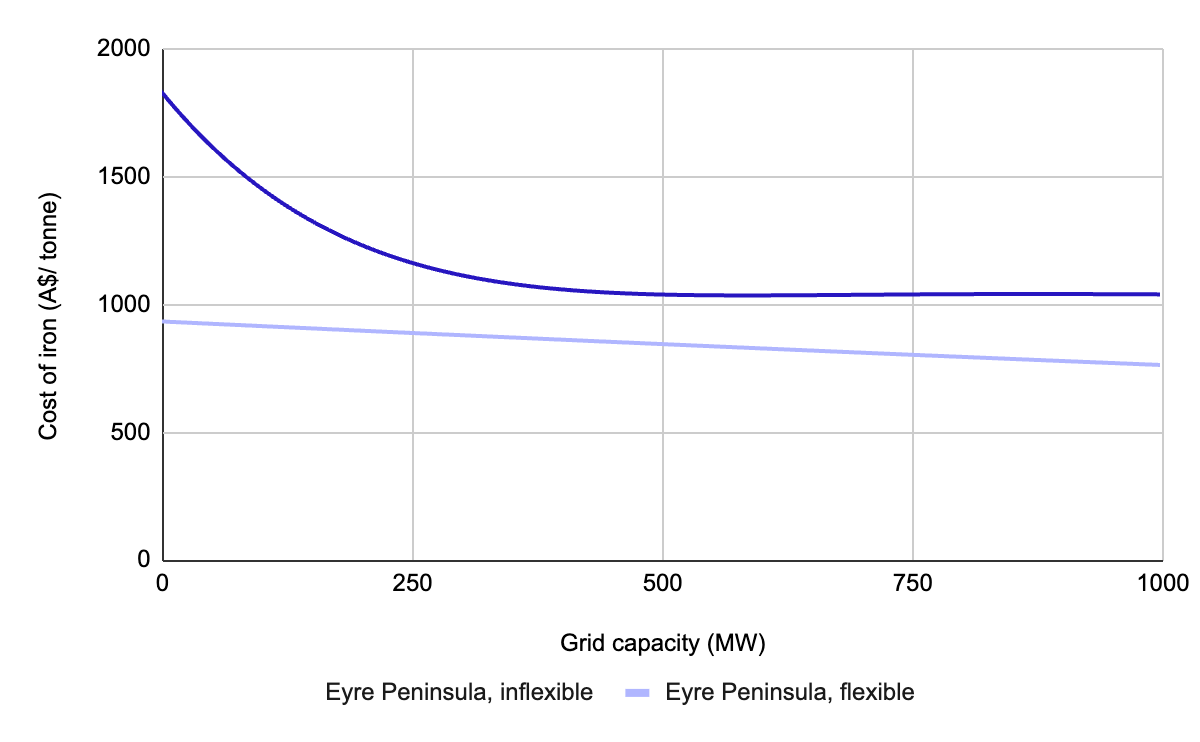 2000
1500
1000
500
0
Cost of iron (A$/ tonne)
0 250 500 750 1000
Grid capacity (MW)
Eyre Peninsula, inflexible Eyre Peninsula, flexible